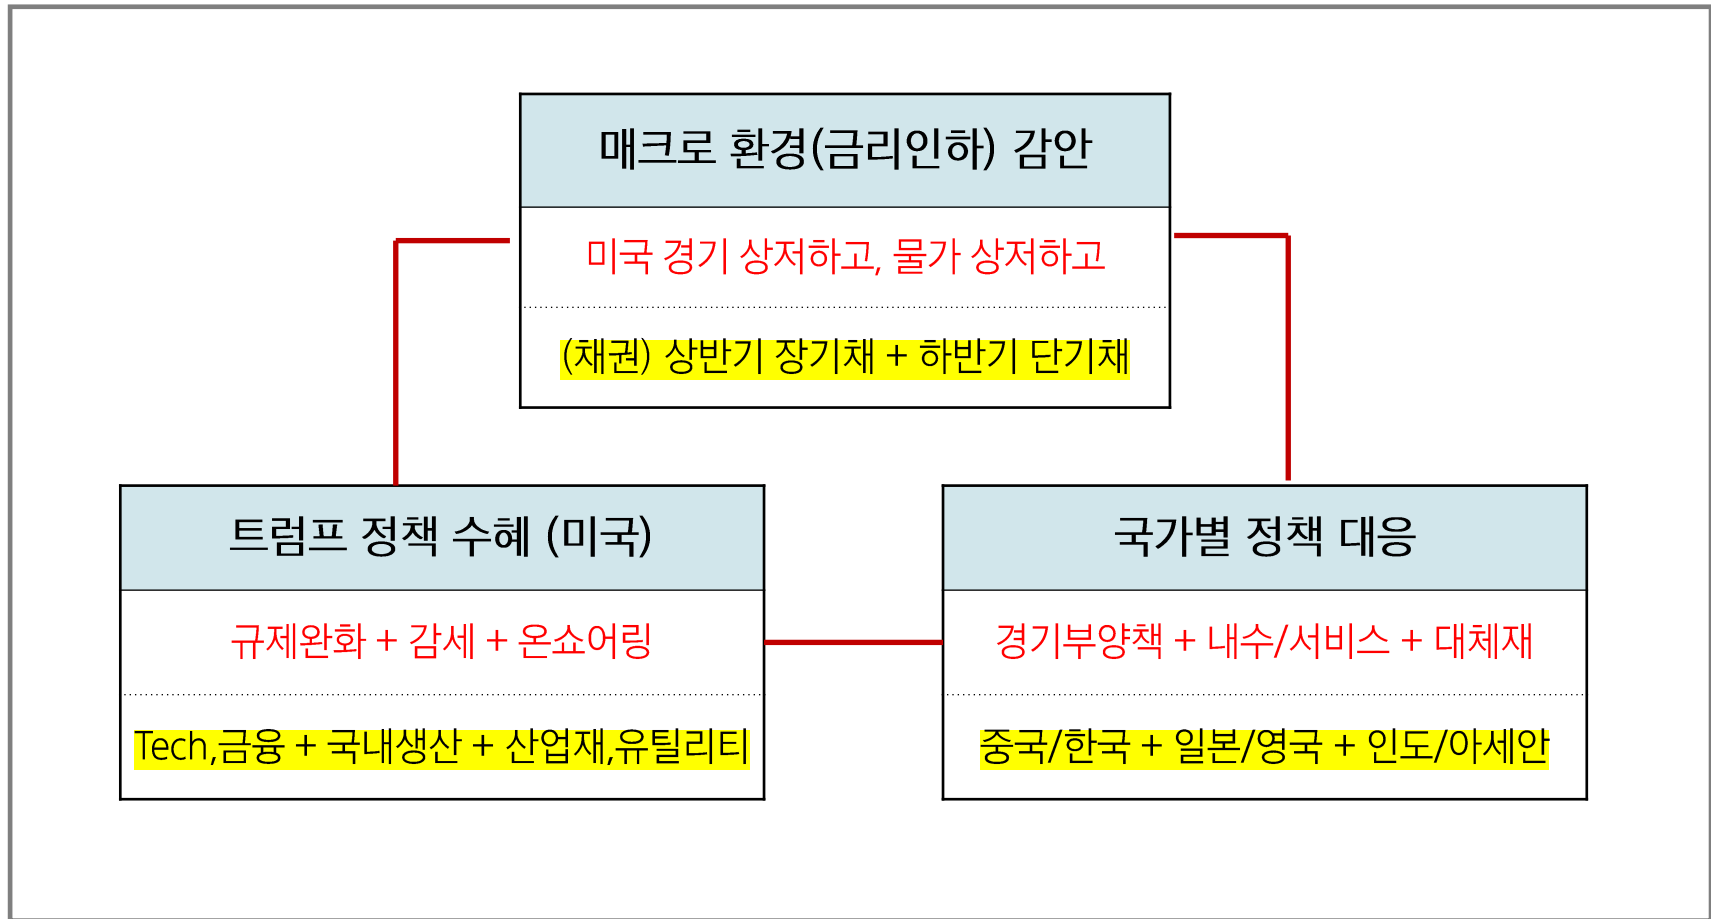 매크로 환경(금리인하) 감안
미국 경기 상저하고, 물가 상저하고
(채권) 상반기 장기채 + 하반기 단기채
트럼프 정책 수혜 (미국)
규제완화 + 감세 + 온쇼어링
Tech,금융 + 국내생산 + 산업재,유틸리티
국가별 정책 대응
경기부양책 + 내수/서비스 + 대체재
중국/한국 + 일본/영국 + 인도/아세안